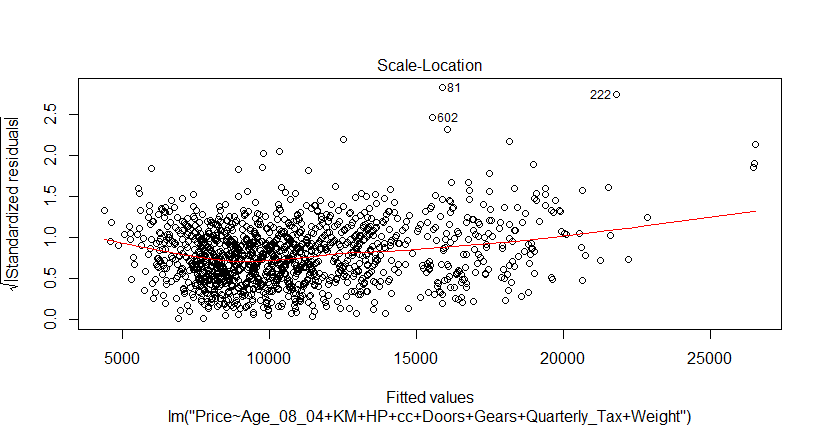 Scale-Location
√|Standardized residuals|
2.5
2.0
1.5
1.0
0.5
0.0
81
222
602
5000 10000 15000 20000 25000
Fitted values
lm("Price~Age_08_04+KM+HP+cc+Doors+Gears+Quarterly_Tax+Weight")